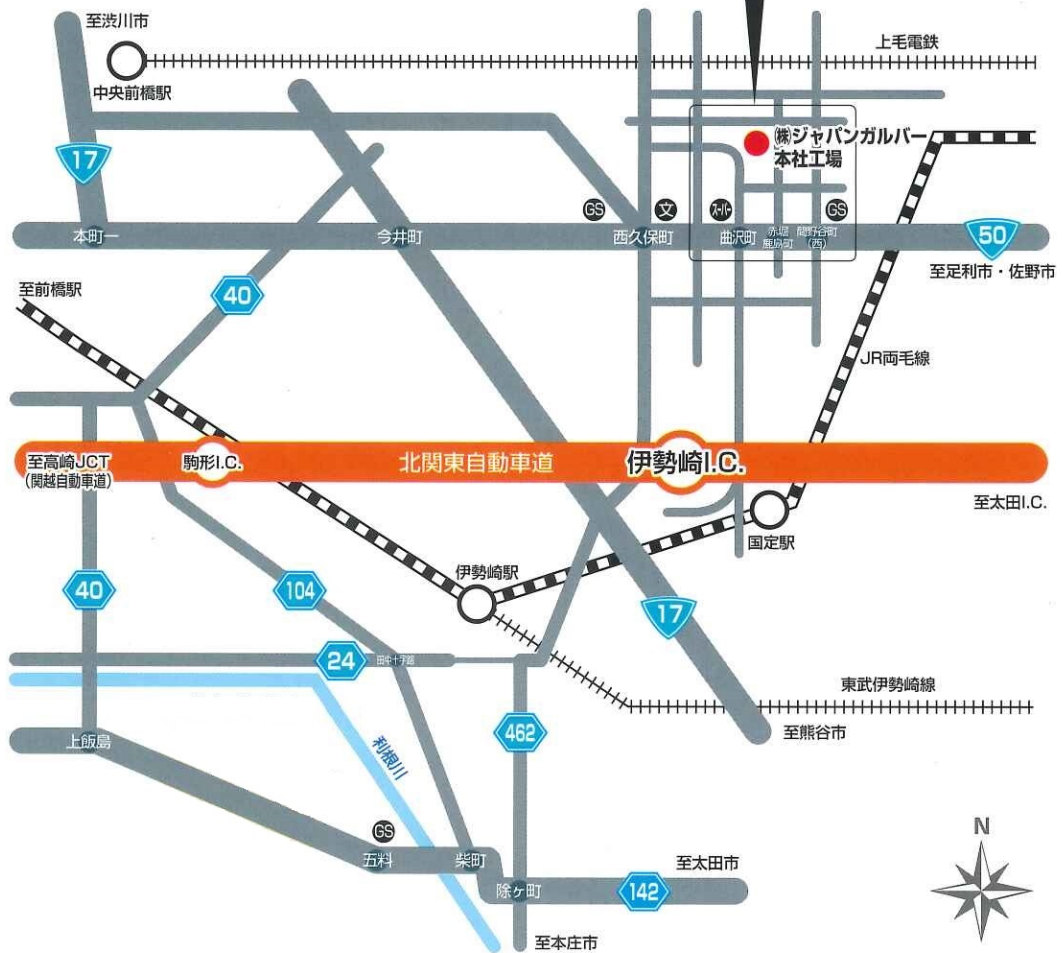 至渋川市
上毛電鉄
中央前橋駅
㈱ジャパンガルバー
本社工場
17
GS
文
スーパー
GS
本町一
今井町
西久保町
曲沢町
赤堀
鹿島町
間野谷町
(西)
50
至足利市・佐野市
至前橋駅
40
JR両毛線
至高崎JCT
(関越自動車道)
駒形I.C.
北関東自動車道
伊勢崎I.C.
至太田I.C.
国定駅
伊勢崎駅
40
104
17
24
田中十字路
東武伊勢崎線
462
至熊谷市
上飯島
利根川
GS
五料
柴町
至太田市
除ヶ町
142
至本庄市
N